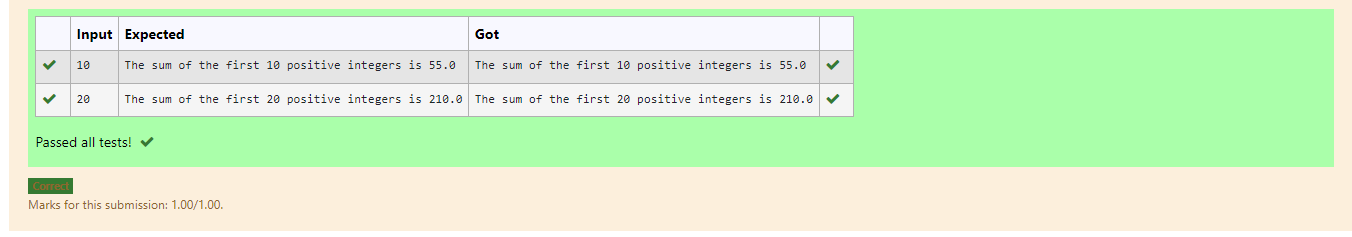 Input Expected Got
10 The sum of the first 10 positive integers is 55.0 The sum of the first 10 positive integers is 55.0
20 The sum of the first 20 positive integers is 210.0 The sum of the first 20 positive integers is 210.0
Passed all tests!
Correct
Marks for this submission: 1.00/1.00.